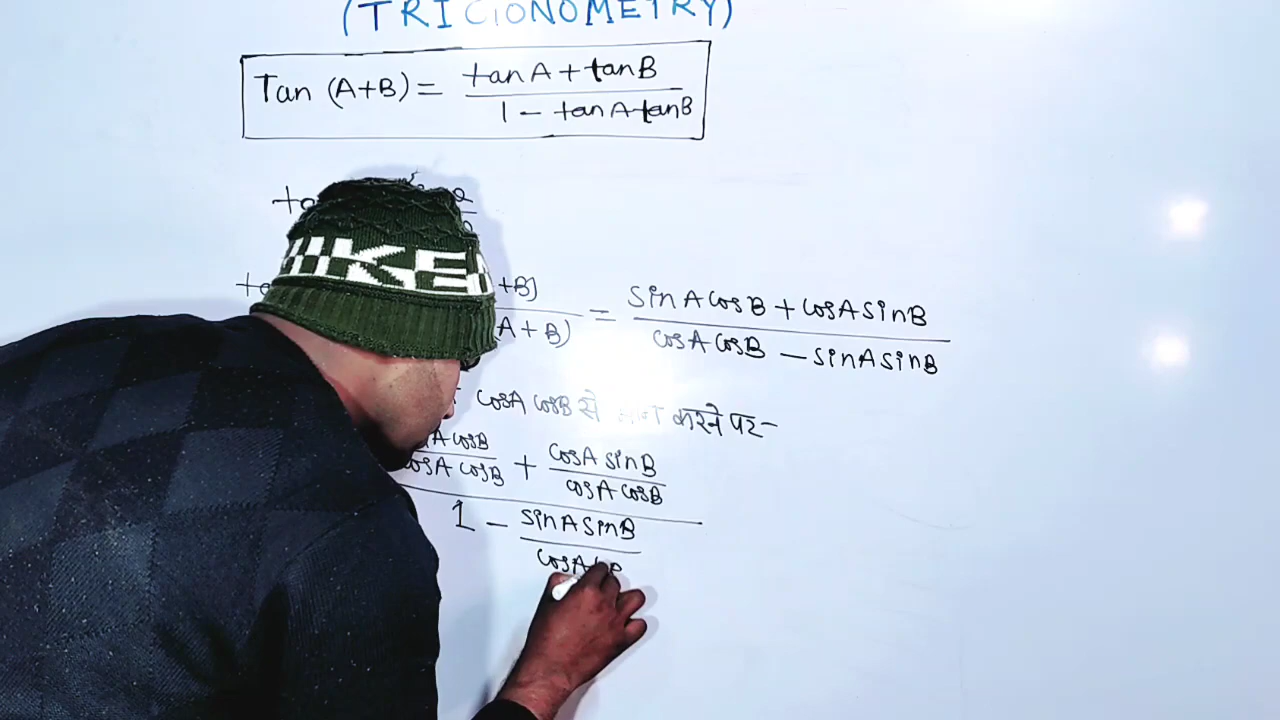 (TRIGONOMETRY)
Tan (A+B) = tanA + tanB
1 - tanA tanB
+B)
(A+B) = sinA cosB + cosA sinB
cosA cosB - sinA sinB
cosA cosB से करने पर-
cosB + cosA sinB
cosA cosB cosA cosB
1 - sinA sinB
cosA